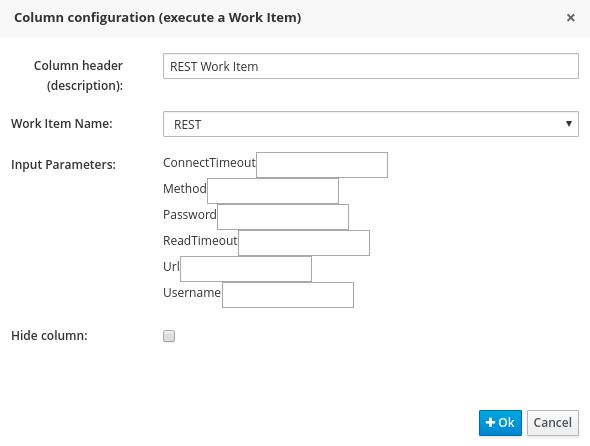 Column configuration (execute a Work Item) ×
Column header
(description):
REST Work Item
Work Item Name:
REST
Input Parameters:
ConnectTimeout
Method
Password
ReadTimeout
Url
Username
Hide column:
+ Ok
Cancel